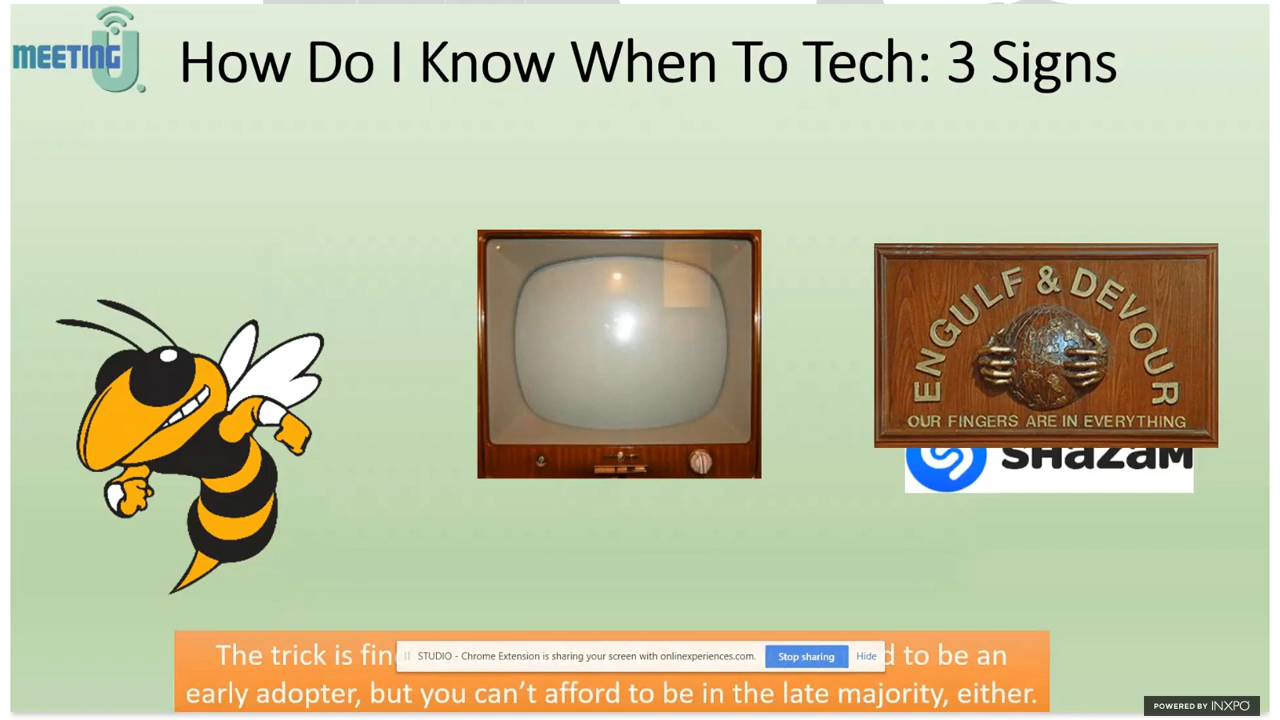 MEETING U
How Do I Know When To Tech: 3 Signs
ENGULF & DEVOUR
OUR FINGERS ARE IN EVERYTHING
SHAZAM
The trick is
to be an
STUDIO - Chrome Extension is sharing your screen with onlinexperiences.com. Stop sharing Hide
early adopter, but you can’t afford to be in the late majority, either.
POWERED BY INXPO